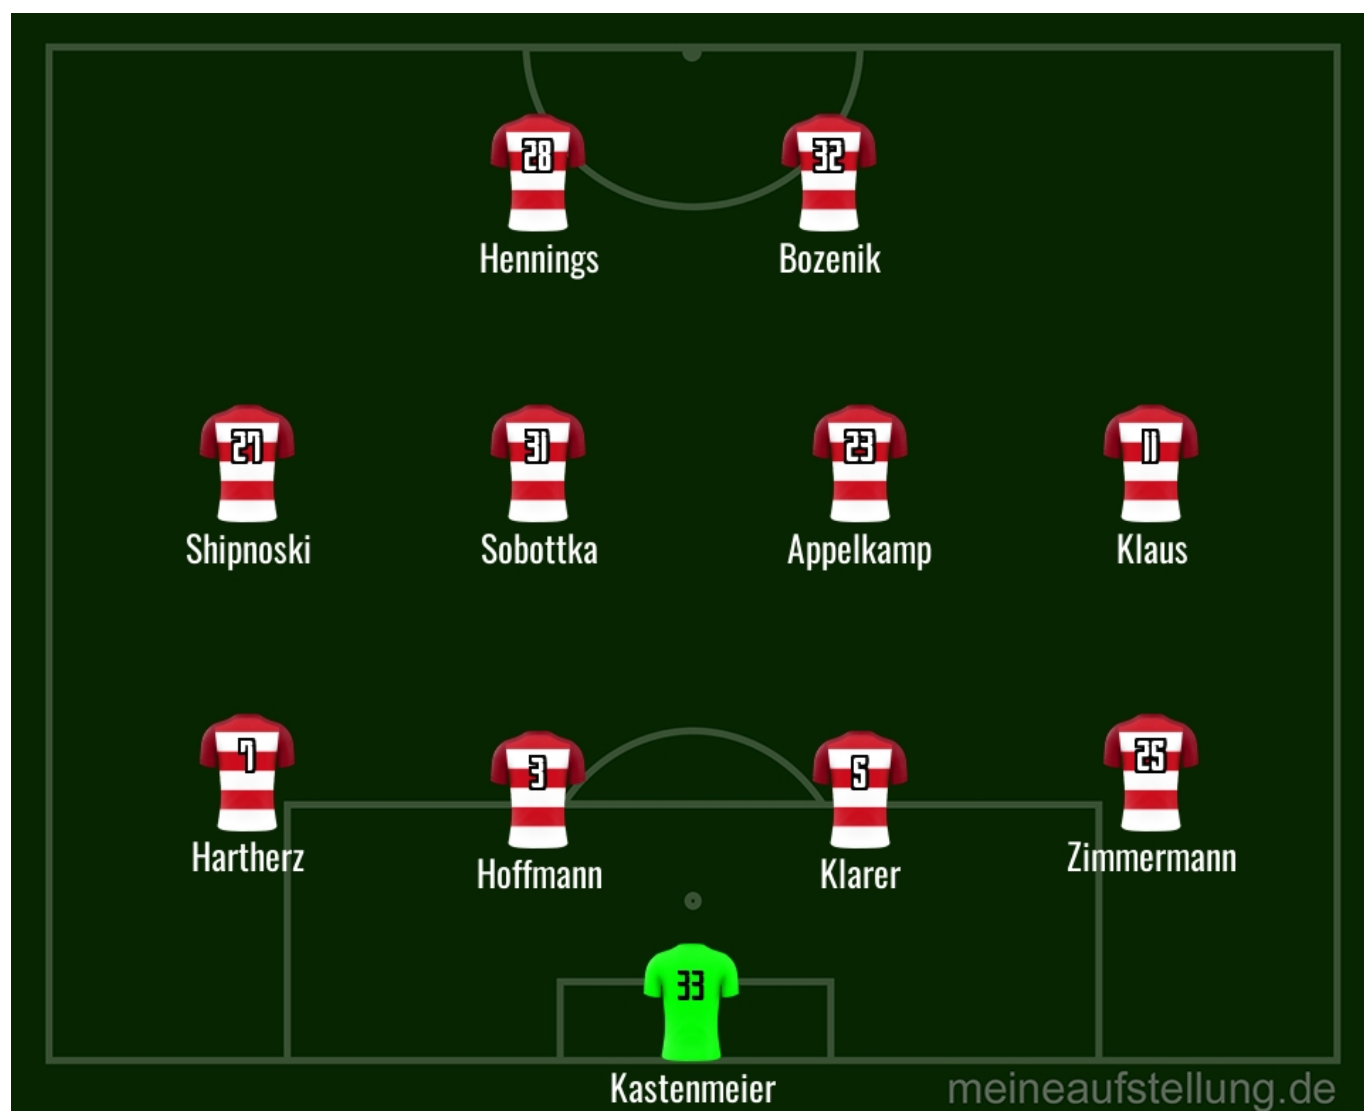 28 32
Hennings Bozenik
27 31 23 11
Shipnoski Sobottka Appelkamp Klaus
7 3 5 25
Hartherz Hoffmann Klarer Zimmermann
33
Kastenmeier
meineaufstellung.de